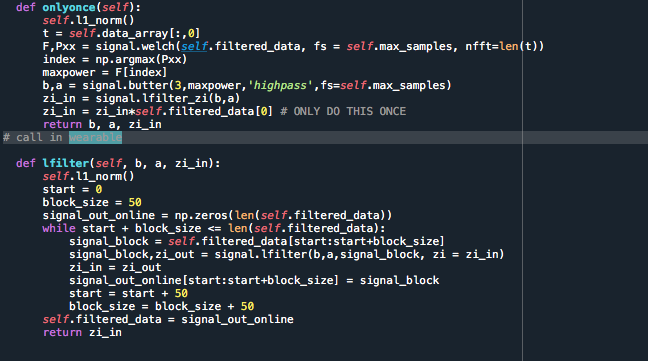 def onlyonce(self):
self.l1_norm()
t = self.data_array[:,0]
F,Pxx = signal.welch(self.filtered_data, fs = self.max_samples, nfft=len(t))
index = np.argmax(Pxx)
maxpower = F[index]
b,a = signal.butter(3,maxpower,'highpass',fs=self.max_samples)
zi_in = signal.lfilter_zi(b,a)
zi_in = zi_in*self.filtered_data[0] # ONLY DO THIS ONCE
return b, a, zi_in
# call in wearable
def lfilter(self, b, a, zi_in):
self.l1_norm()
start = 0
block_size = 50
signal_out_online = np.zeros(len(self.filtered_data))
while start + block_size <= len(self.filtered_data):
signal_block = self.filtered_data[start:start+block_size]
signal_block,zi_out = signal.lfilter(b,a,signal_block, zi = zi_in)
zi_in = zi_out
signal_out_online[start:start+block_size] = signal_block
start = start + 50
block_size = block_size + 50
self.filtered_data = signal_out_online
return zi_in